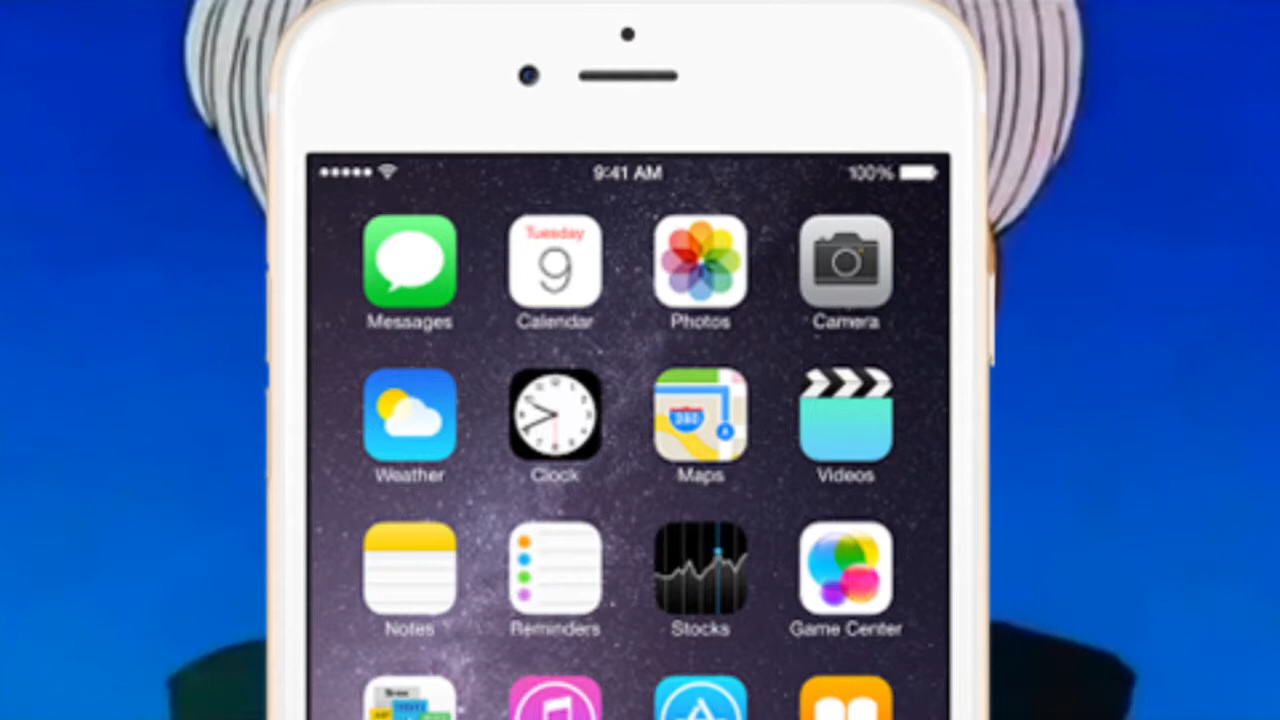 9:41 AM 100%
Tuesday
9
Messages Calendar Photos Camera
280
Weather Clock Maps Videos
Notes Reminders Stocks Game Center